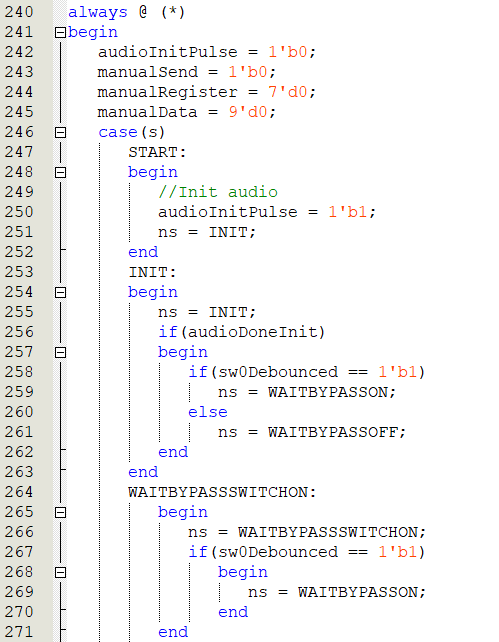 240 always @ (*)
241 begin
242 audioInitPulse = 1'b0;
243 manualSend = 1'b0;
244 manualRegister = 7'd0;
245 manualData = 9'd0;
246 case(s)
247 START:
248 begin
249 //Init audio
250 audioInitPulse = 1'b1;
251 ns = INIT;
252 end
253 INIT:
254 begin
255 ns = INIT;
256 if(audioDoneInit)
257 begin
258 if(sw0Debounced == 1'b1)
259 ns = WAITBYPASSON;
260 else
261 ns = WAITBYPASSOFF;
262 end
263 end
264 WAITBYPASSSWITCHON:
265 begin
266 ns = WAITBYPASSSWITCHON;
267 if(sw0Debounced == 1'b1)
268 begin
269 ns = WAITBYPASSON;
270 end
271 end